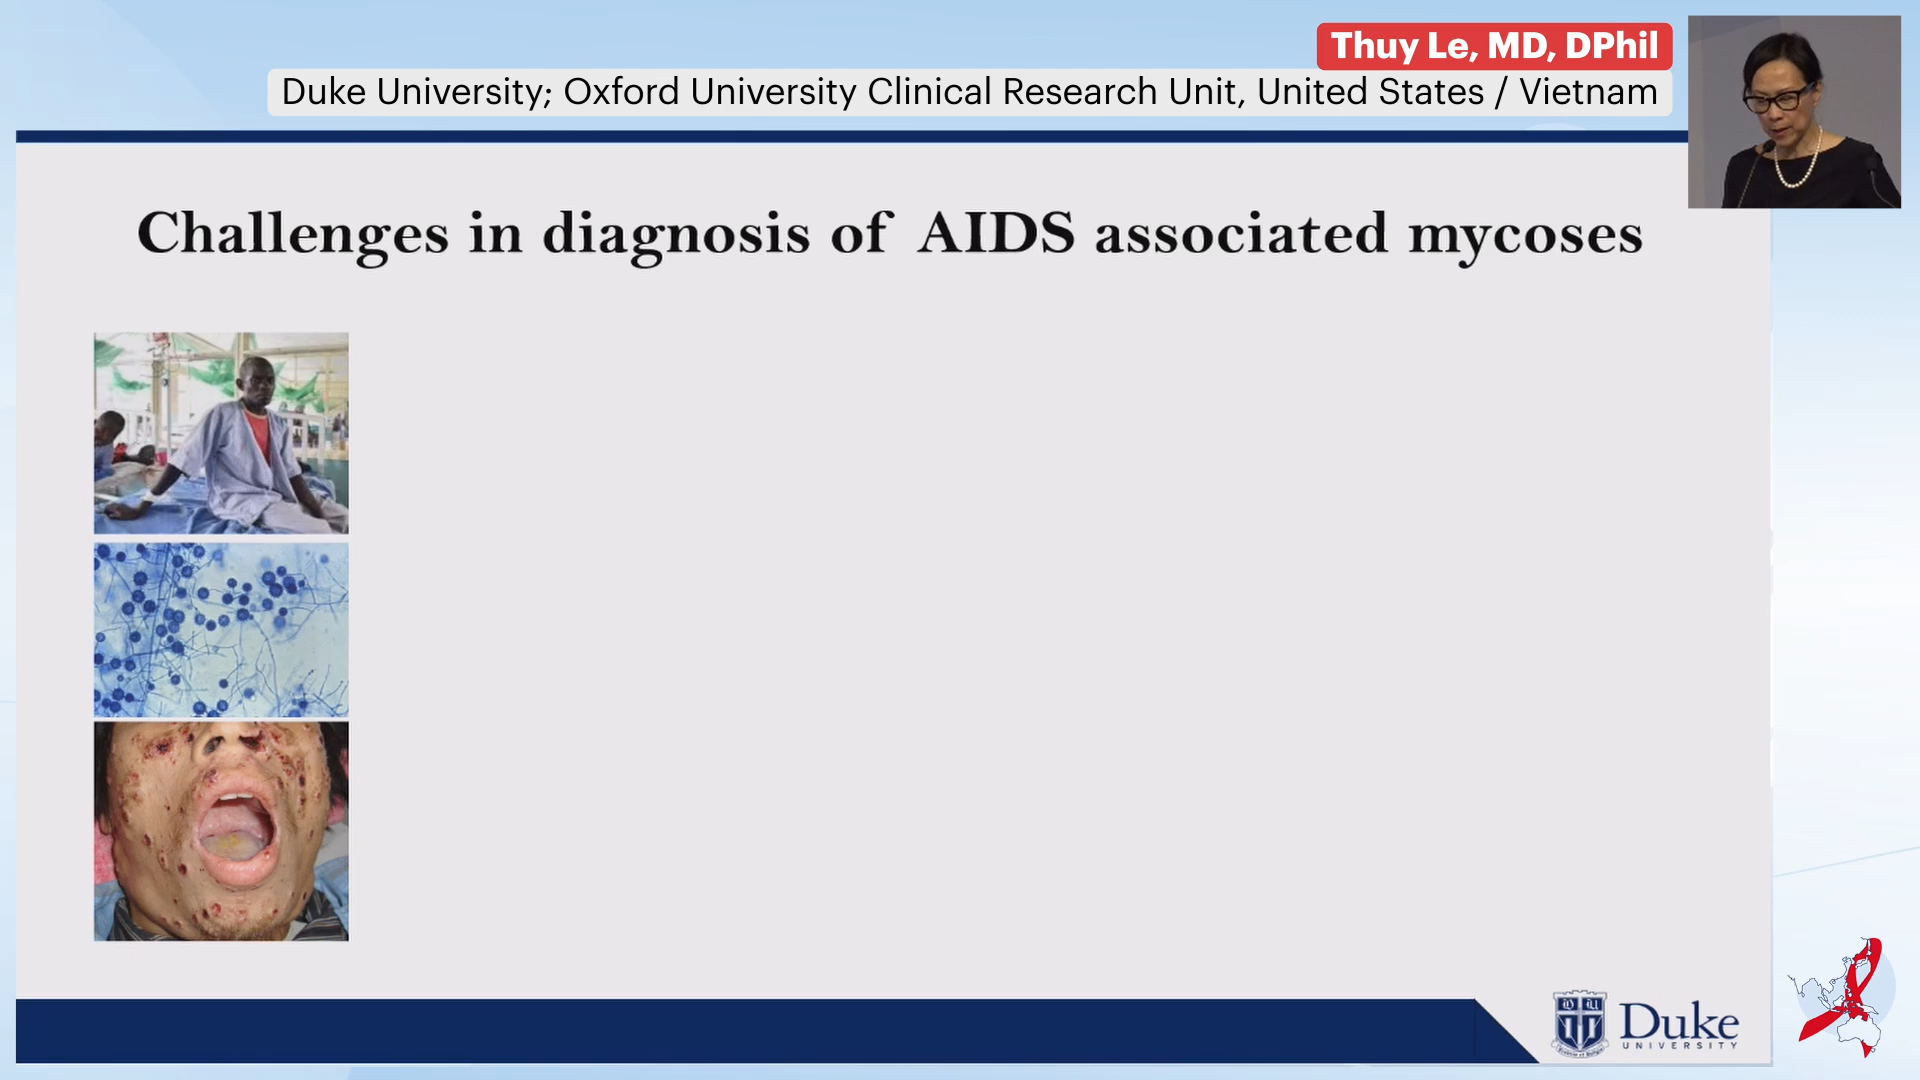 Thuy Le, MD, DPhil
Duke University; Oxford University Clinical Research Unit, United States / Vietnam
Challenges in diagnosis of AIDS associated mycoses
Duke
UNIVERSITY